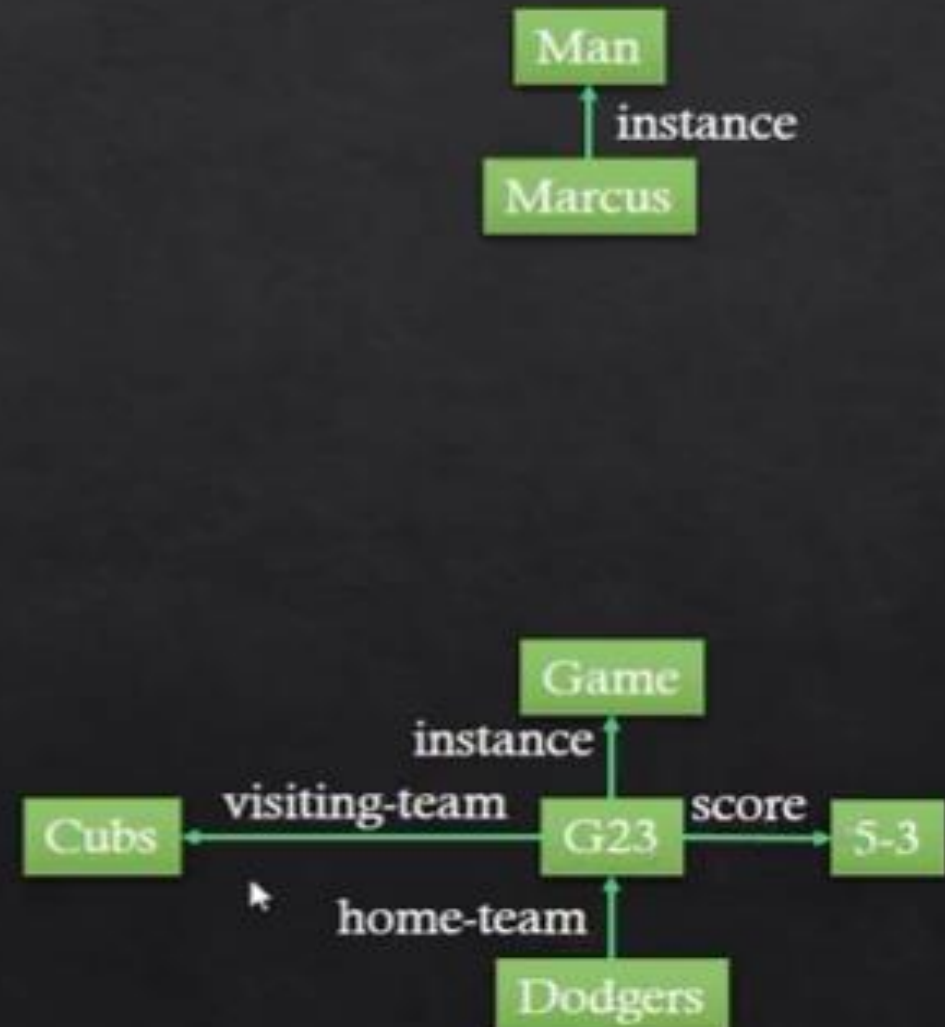 Man
instance
Marcus
Game
instance
visiting-team
score
Cubs
G23
5-3
home-team
Dodgers